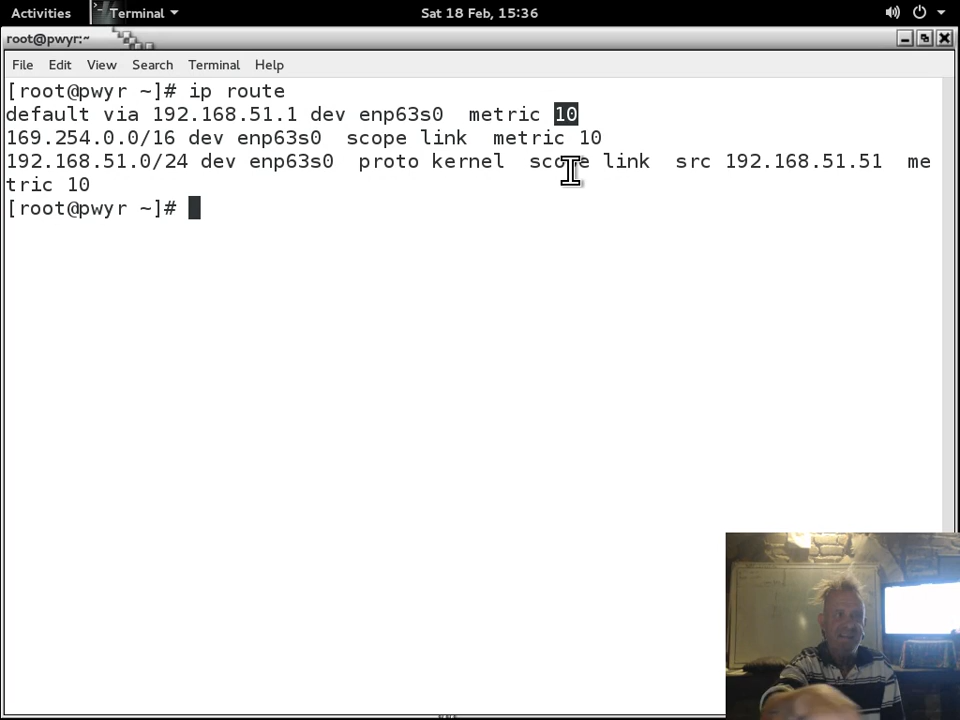 Activities Terminal Sat 18 Feb, 15:36
root@pwyr:~
File Edit View Search Terminal Help
[root@pwyr ~]# ip route
default via 192.168.51.1 dev enp63s0  metric 10
169.254.0.0/16 dev enp63s0  scope link  metric 10
192.168.51.0/24 dev enp63s0  proto kernel  scope link  src 192.168.51.51  me
tric 10
[root@pwyr ~]#